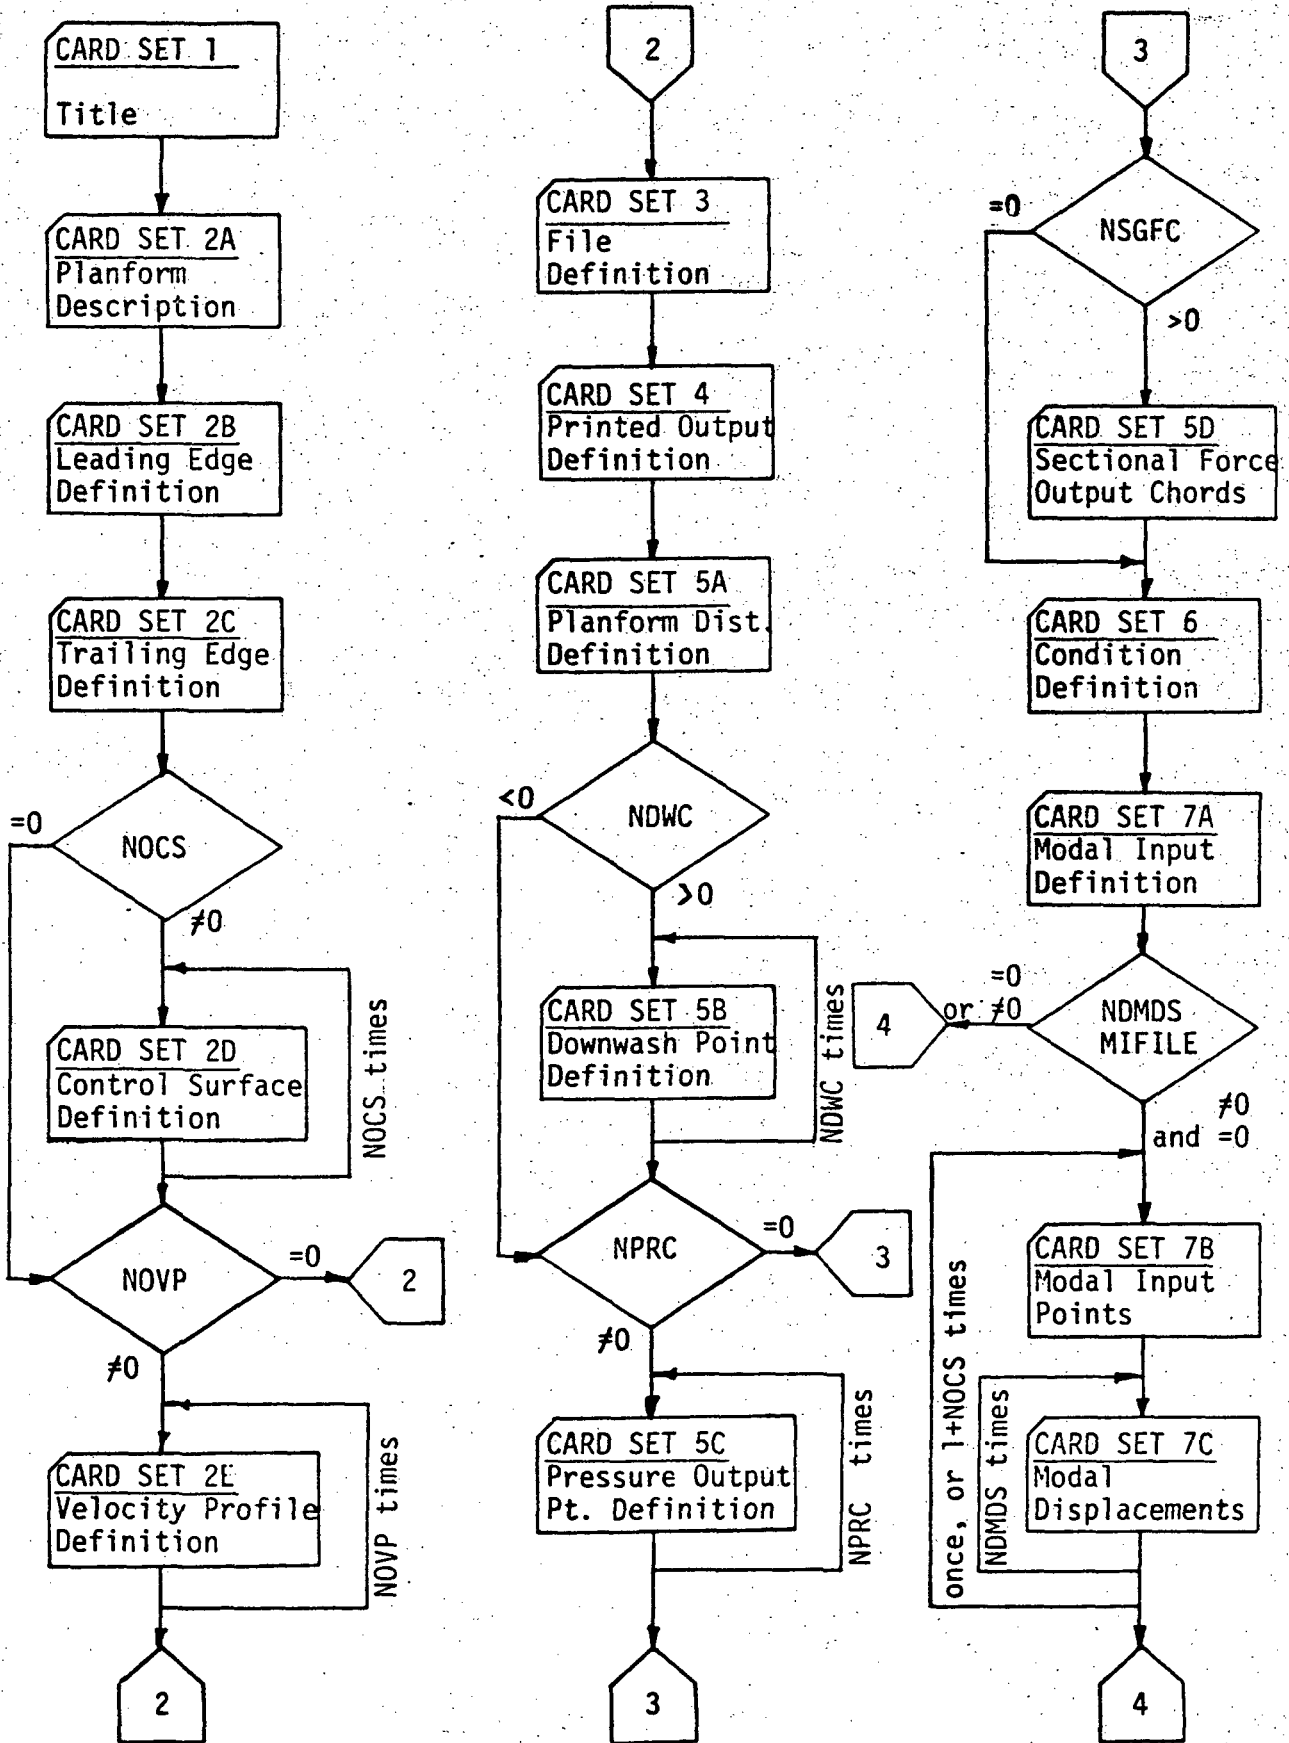 CARD SET 1
Title
CARD SET 2A
Planform
Description
CARD SET 2B
Leading Edge
Definition
CARD SET 2C
Trailing Edge
Definition
=0
NOCS
≠0
CARD SET 2D
Control Surface
Definition
NOCS times
NOVP
=0
2
≠0
CARD SET 2E
Velocity Profile
Definition
NOVP times
2
2
CARD SET 3
File
Definition
CARD SET 4
Printed Output
Definition
CARD SET 5A
Planform Dist.
Definition
<0
NDWC
>0
CARD SET 5B
Downwash Point
Definition
NDWC times
NPRC
=0
3
≠0
CARD SET 5C
Pressure Output
Pt. Definition
NPRC times
3
3
=0
NSGFC
>0
CARD SET 5D
Sectional Force
Output Chords
CARD SET 6
Condition
Definition
CARD SET 7A
Modal Input
Definition
=0
or ≠0
4
NDMDS
MIFILE
≠0
and =0
CARD SET 7B
Modal Input
Points
once, or 1+NOCS times
NDMDS times
CARD SET 7C
Modal
Displacements
4